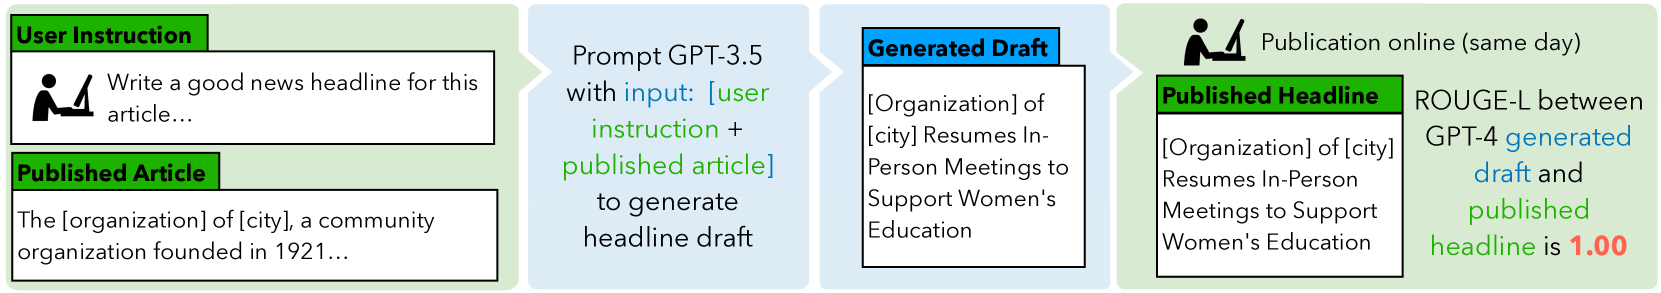 User Instruction
Write a good news headline for this
article…
Published Article
The [organization] of [city], a community
organization founded in 1921…
Prompt GPT-3.5
with input: [user
instruction +
published article]
to generate
headline draft
Generated Draft
[Organization] of
[city] Resumes In-
Person Meetings to
Support Women's
Education
Publication online (same day)
Published Headline
[Organization] of [city]
Resumes In-Person
Meetings to Support
Women's Education
ROUGE-L between
GPT-4 generated
draft and
published
headline is 1.00